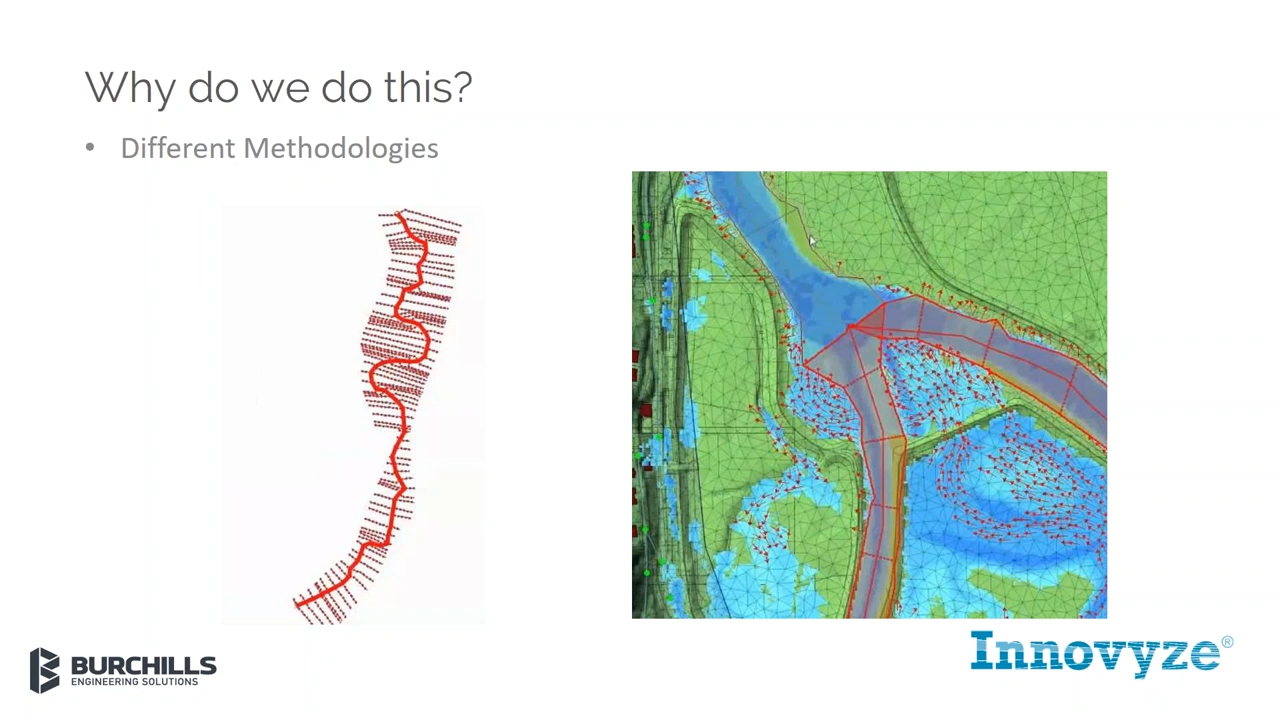 Why do we do this?
• Different Methodologies
BURCHILLS
ENGINEERING SOLUTIONS
Innovyze®